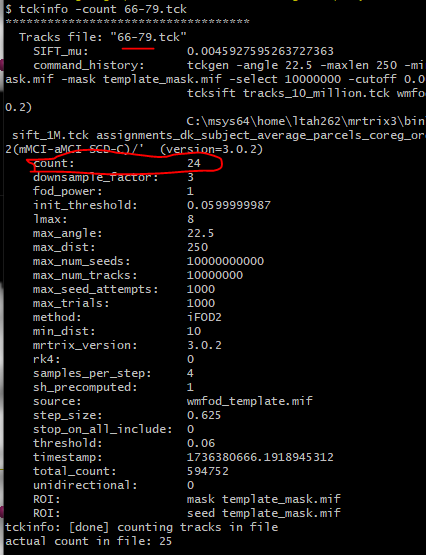 $ tckinfo -count 66-79.tck
***********************************
Tracks file: "66-79.tck"
SIFT_mu: 0.0045927595263727363
command_history: tckgen -angle 22.5 -maxlen 250 -mi
ask.mif -mask template_mask.mif -select 10000000 -cutoff 0.0
tcksift tracks_10_million.tck wmfo
0.2)
C:\msys64\home\ltah262\mrtrix3\bin
sift_1M.tck assignments_dk_subject_average_parcels_coreg_or
2(mMCI-aMCI-SCD-C)/' (version=3.0.2)
count: 24
downsample_factor: 3
fod_power: 1
init_threshold: 0.0599999987
lmax: 8
max_angle: 22.5
max_dist: 250
max_num_seeds: 10000000000
max_num_tracks: 10000000
max_seed_attempts: 1000
max_trials: 1000
method: iFOD2
min_dist: 10
mrtrix_version: 3.0.2
rk4: 0
samples_per_step: 4
sh_precomputed: 1
source: wmfod_template.mif
step_size: 0.625
stop_on_all_include: 0
threshold: 0.06
timestamp: 1736380666.1918945312
total_count: 594752
unidirectional: 0
ROI: mask template_mask.mif
ROI: seed template_mask.mif
tckinfo: [done] counting tracks in file
actual count in file: 25